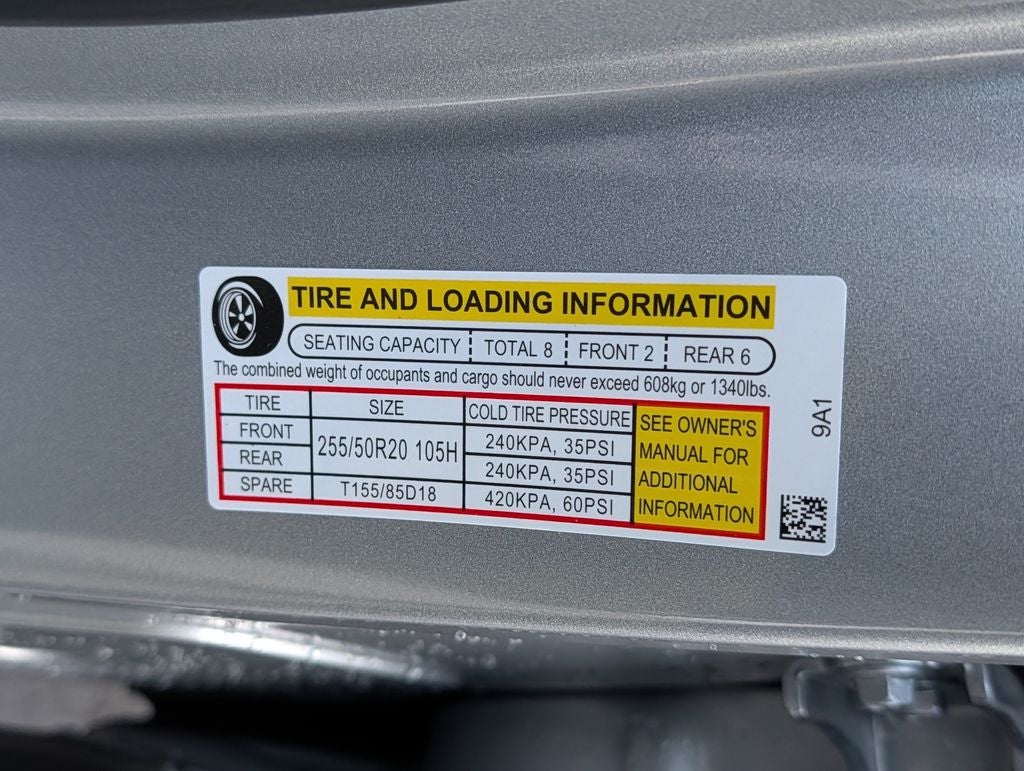 TIRE AND LOADING INFORMATION
SEATING CAPACITY TOTAL 8 FRONT 2 REAR 6
The combined weight of occupants and cargo should never exceed 608kg or 1340lbs.
TIRE SIZE COLD TIRE PRESSURE
FRONT 255/50R20 105H 240KPA, 35PSI
REAR 240KPA, 35PSI
SPARE T155/85D18 420KPA, 60PSI
SEE OWNER'S
MANUAL FOR
ADDITIONAL
INFORMATION
9A1